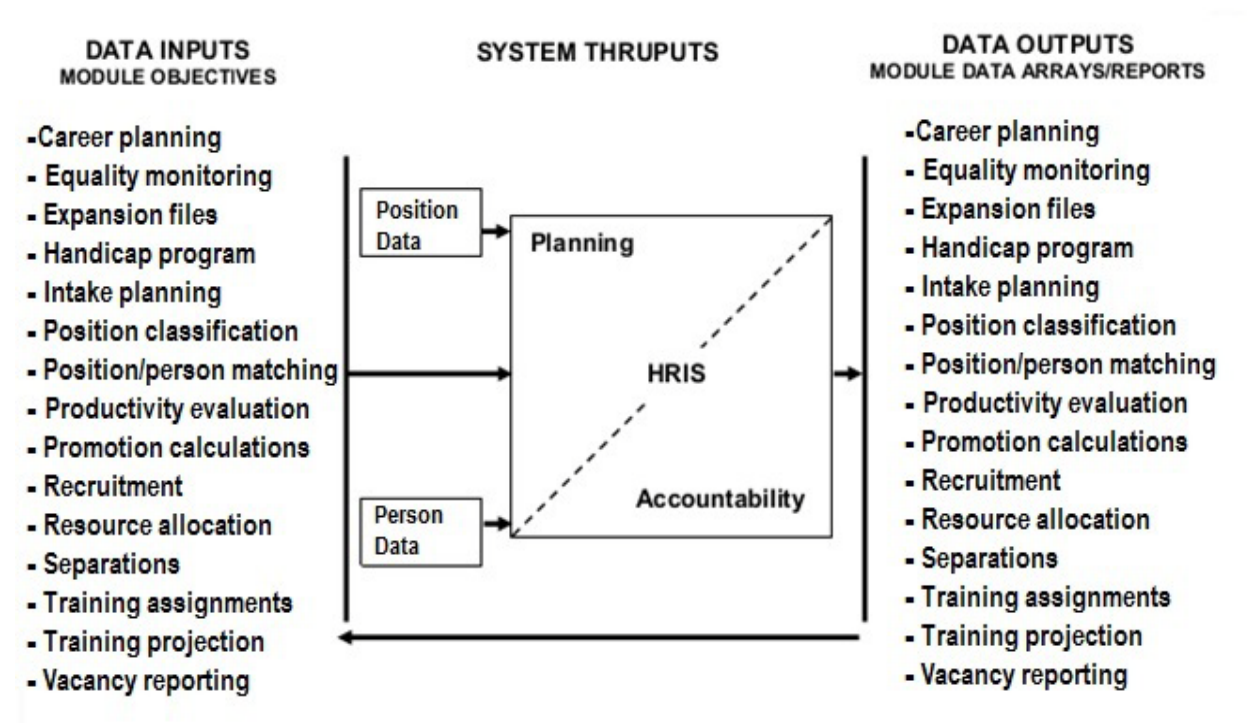 DATA INPUTS
MODULE OBJECTIVES
-Career planning
- Equality monitoring
- Expansion files
- Handicap program
- Intake planning
- Position classification
- Position/person matching
- Productivity evaluation
- Promotion calculations
- Recruitment
- Resource allocation
- Separations
- Training assignments
- Training projection
- Vacancy reporting
SYSTEM THRUPUTS
Position
Data
Planning
HRIS
Accountability
Person
Data
DATA OUTPUTS
MODULE DATA ARRAYS/REPORTS
-Career planning
- Equality monitoring
- Expansion files
- Handicap program
- Intake planning
- Position classification
- Position/person matching
- Productivity evaluation
- Promotion calculations
- Recruitment
- Resource allocation
- Separations
- Training assignments
- Training projection
- Vacancy reporting